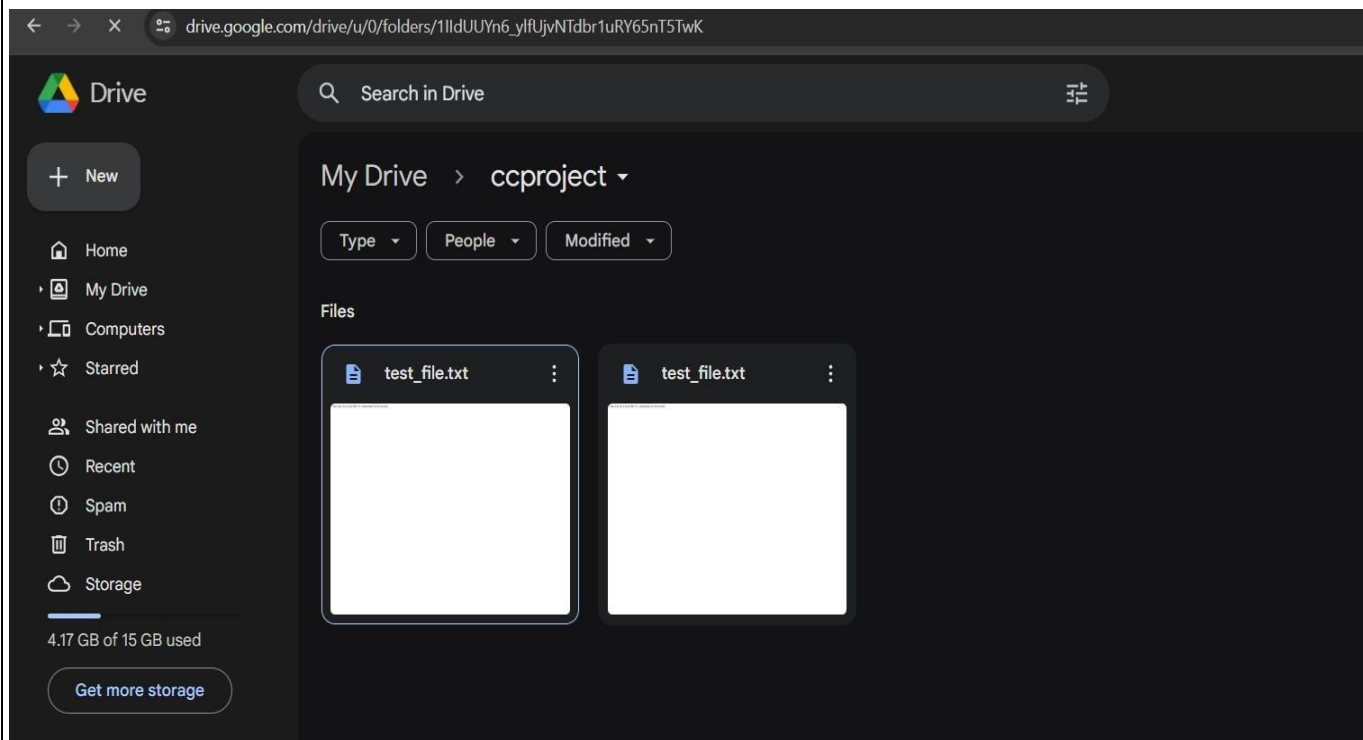 drive.google.com/drive/u/0/folders/1IIdUUYn6_ylfUjvNTdbr1uRY65nT5TwK
Drive
Search in Drive
New
My Drive > ccproject
Type
People
Modified
Home
My Drive
Computers
Starred
Shared with me
Recent
Spam
Trash
Storage
4.17 GB of 15 GB used
Get more storage
Files
test_file.txt
test_file.txt